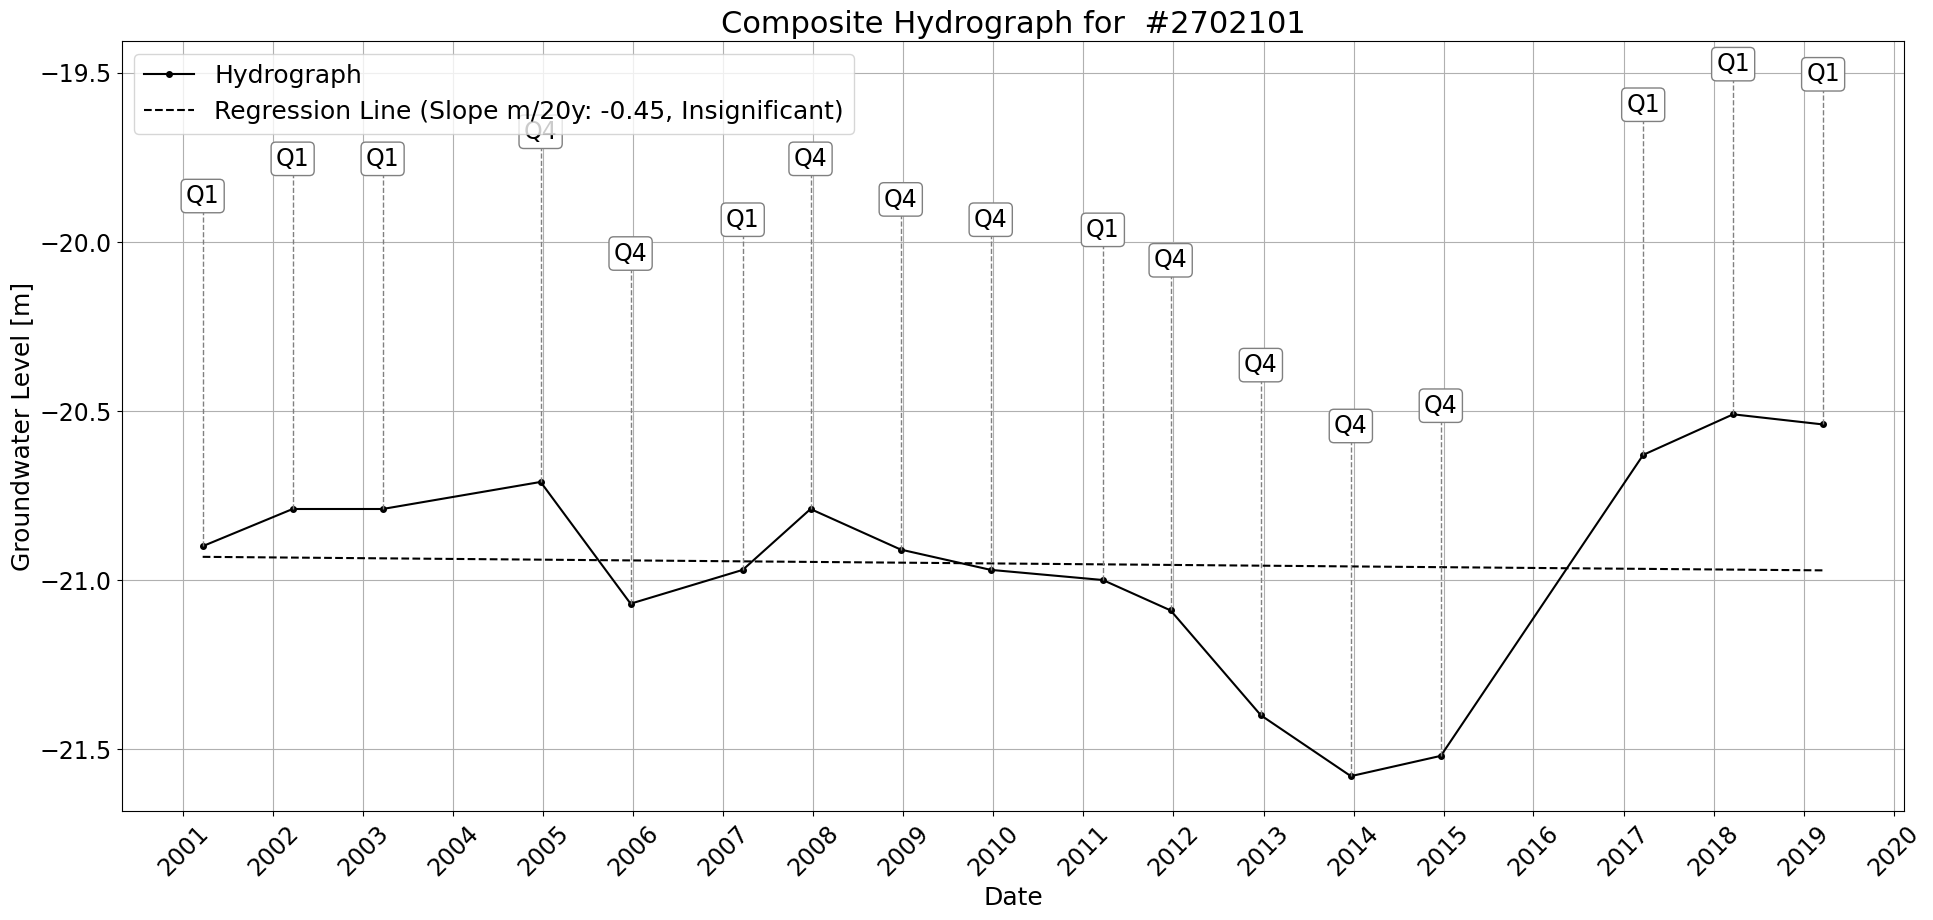 Composite Hydrograph for #2702101
Hydrograph
Regression Line (Slope m/20y: -0.45, Insignificant)
Q1
Q1
Q1
Q4
Q4
Q1
Q4
Q4
Q4
Q1
Q4
Q4
Q4
Q4
Q1
Q1
Q1
−19.5
−20.0
−20.5
−21.0
−21.5
Groundwater Level [m]
2001
2002
2003
2004
2005
2006
2007
2008
2009
2010
2011
2012
2013
2014
2015
2016
2017
2018
2019
2020
Date